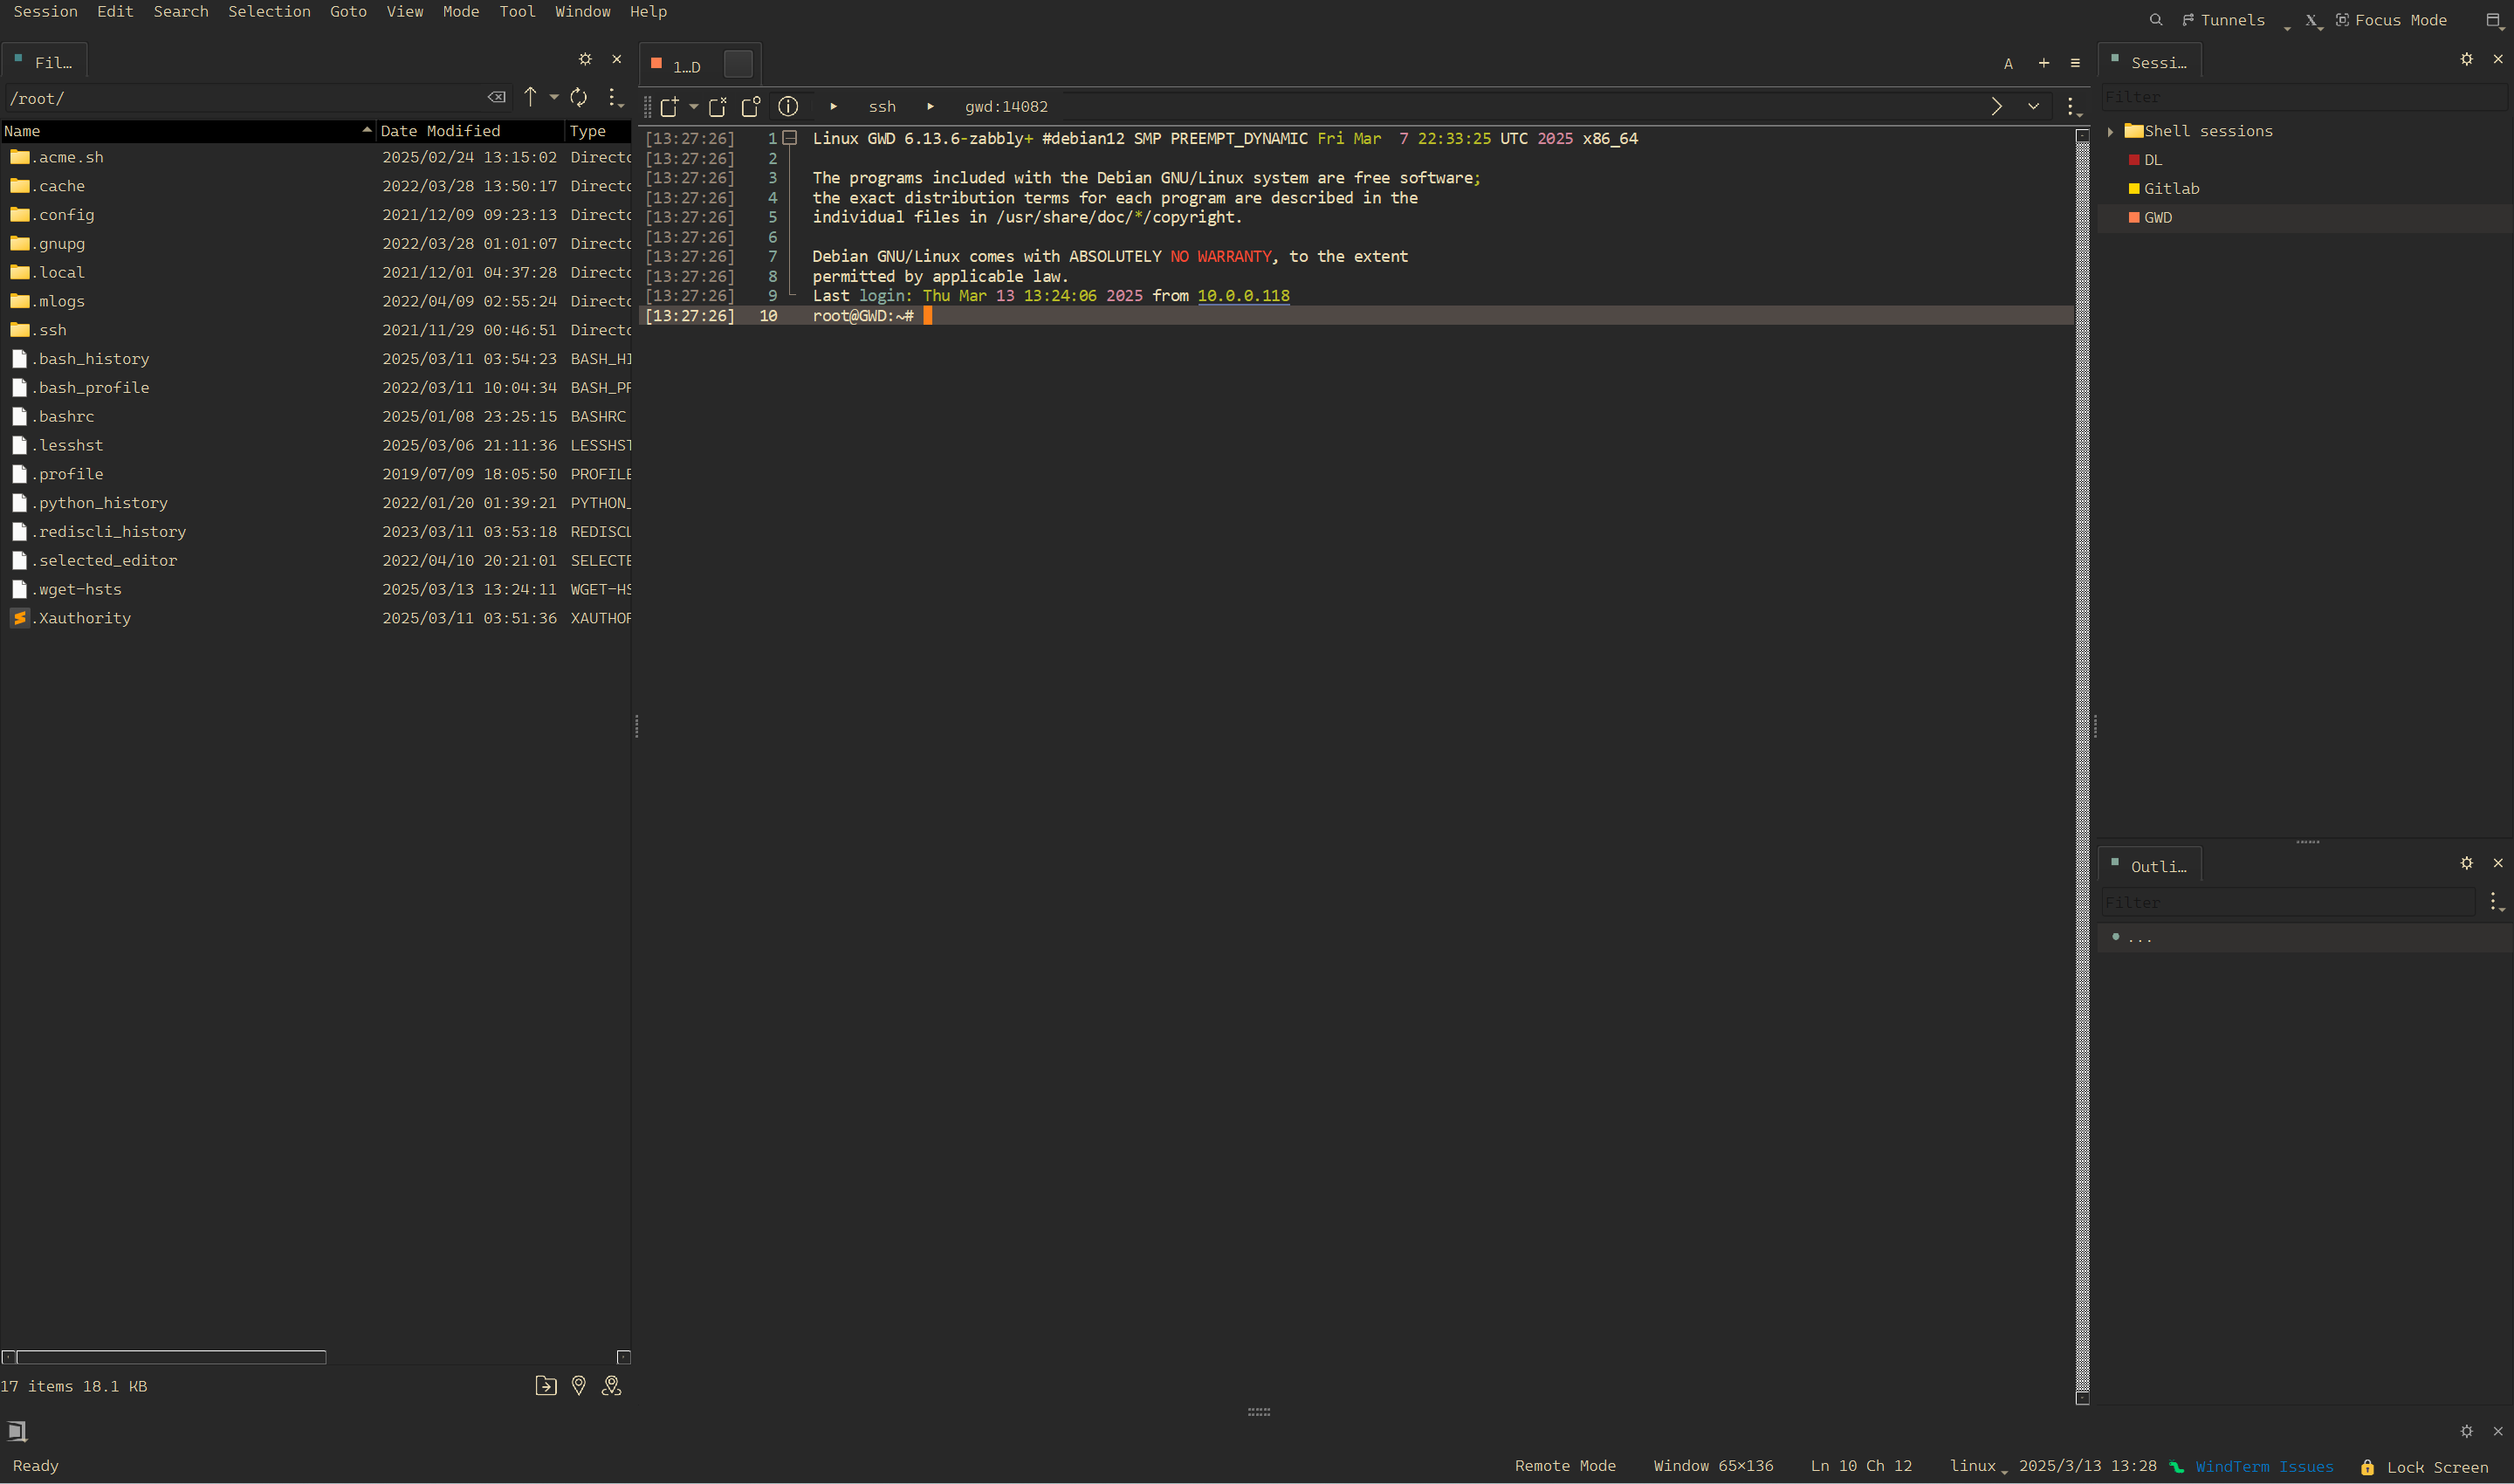 Session Edit Search Selection Goto View Mode Tool Window Help
Tunnels X Focus Mode
Fil…
/root/
Name Date Modified Type
.acme.sh 2025/02/24 13:15:02 Directo
.cache 2022/03/28 13:50:17 Directo
.config 2021/12/09 09:23:13 Directo
.gnupg 2022/03/28 01:01:07 Directo
.local 2021/12/01 04:37:28 Directo
.mlogs 2022/04/09 02:55:24 Directo
.ssh 2021/11/29 00:46:51 Directo
.bash_history 2025/03/11 03:54:23 BASH_HI
.bash_profile 2022/03/11 10:04:34 BASH_PR
.bashrc 2025/01/08 23:25:15 BASHRC
.lesshst 2025/03/06 21:11:36 LESSHST
.profile 2019/07/09 18:05:50 PROFILE
.python_history 2022/01/20 01:39:21 PYTHON_
.rediscli_history 2023/03/11 03:53:18 REDISCL
.selected_editor 2022/04/10 20:21:01 SELECTE
.wget-hsts 2025/03/13 13:24:11 WGET-HS
.Xauthority 2025/03/11 03:51:36 XAUTHOR
17 items 18.1 KB
1…D
A + ≡
ssh gwd:14082
[13:27:26] 1 Linux GWD 6.13.6-zabbly+ #debian12 SMP PREEMPT_DYNAMIC Fri Mar  7 22:33:25 UTC 2025 x86_64
[13:27:26] 2
[13:27:26] 3 The programs included with the Debian GNU/Linux system are free software;
[13:27:26] 4 the exact distribution terms for each program are described in the
[13:27:26] 5 individual files in /usr/share/doc/*/copyright.
[13:27:26] 6
[13:27:26] 7 Debian GNU/Linux comes with ABSOLUTELY NO WARRANTY, to the extent
[13:27:26] 8 permitted by applicable law.
[13:27:26] 9 Last login: Thu Mar 13 13:24:06 2025 from 10.0.0.118
[13:27:26] 10 root@GWD:~#
Sessi…
Filter
Shell sessions
DL
Gitlab
GWD
Outli…
Filter
...
Ready
Remote Mode Window 65×136 Ln 10 Ch 12 linux 2025/3/13 13:28 WindTerm Issues Lock Screen